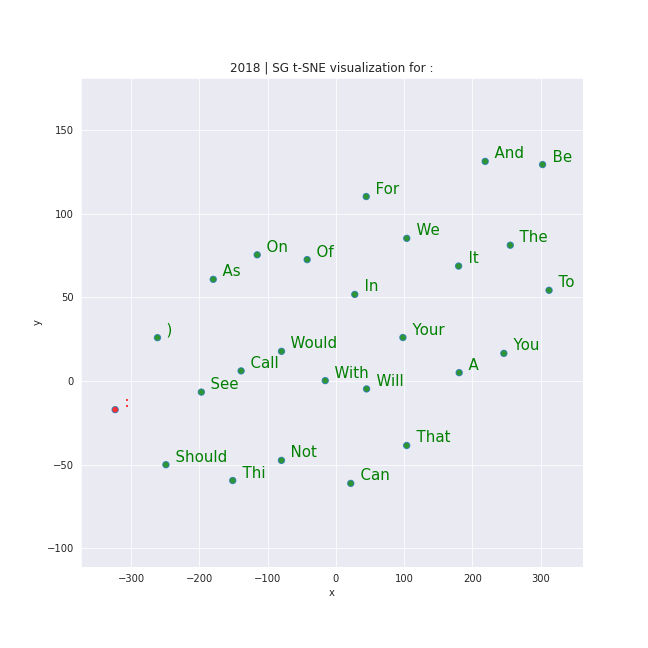 2018 | SG t-SNE visualization for :
150
100
50
0
−50
−100
y
And
Be
For
We
The
On
Of
It
As
To
In
)
Your
Would
You
Call
A
With
Will
See
:
That
Should
Not
Thi
Can
−300
−200
−100
0
100
200
300
x